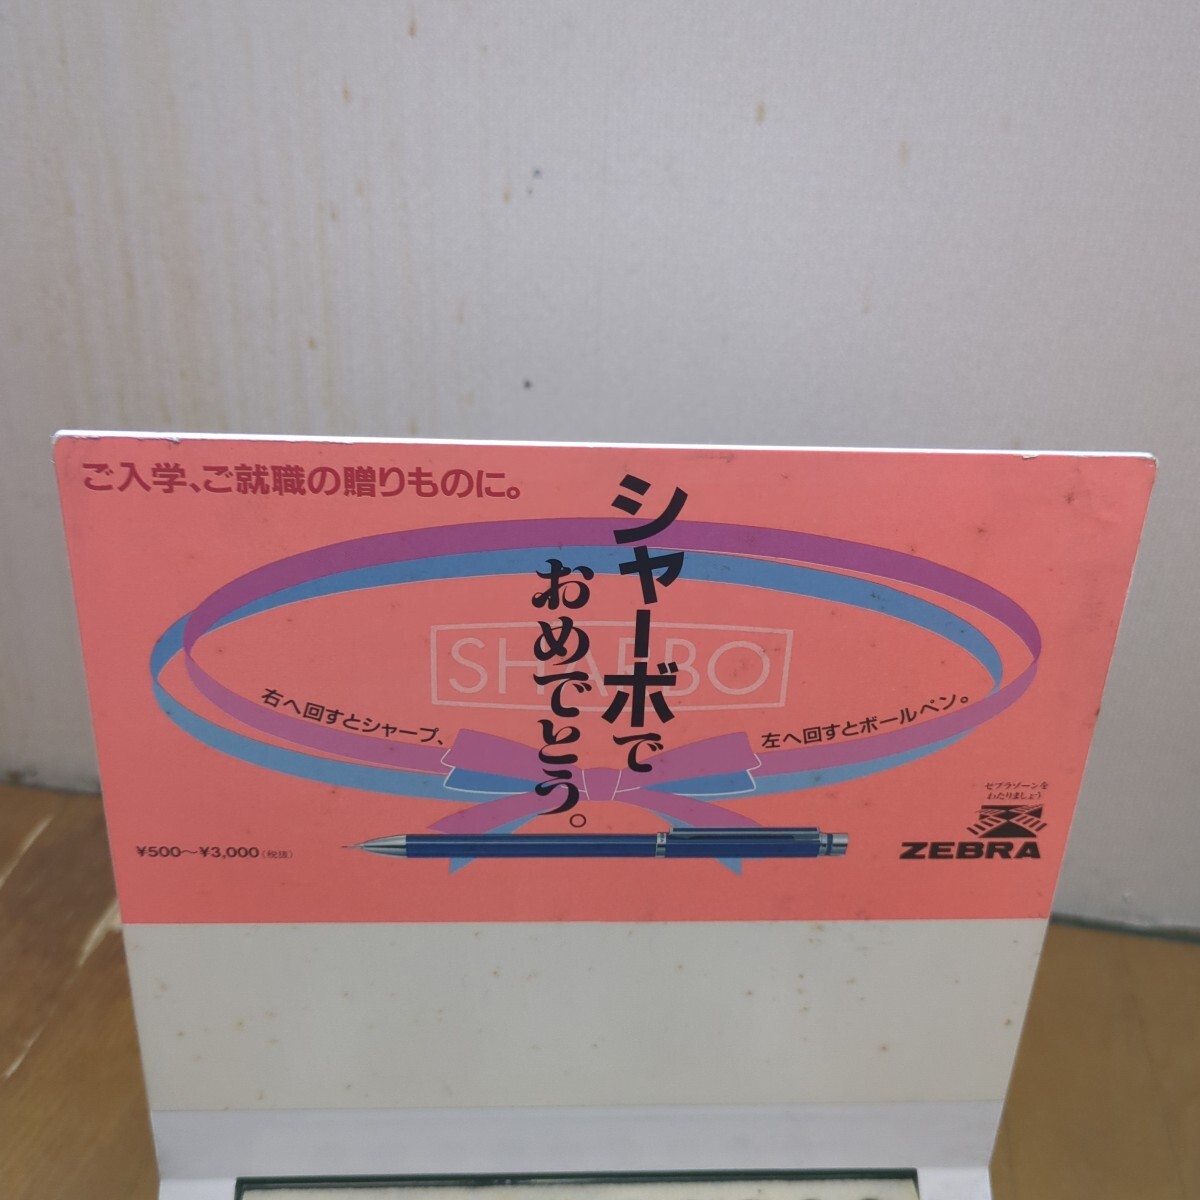 ご入学、ご就職の贈りものに。
シャーボで
おめでとう。
SHARBO
右へ回すとシャープ、
左へ回すとボールペン。
¥500~¥3,000(税抜)
ゼブラゾーンを
わたりましょう
ZEBRA